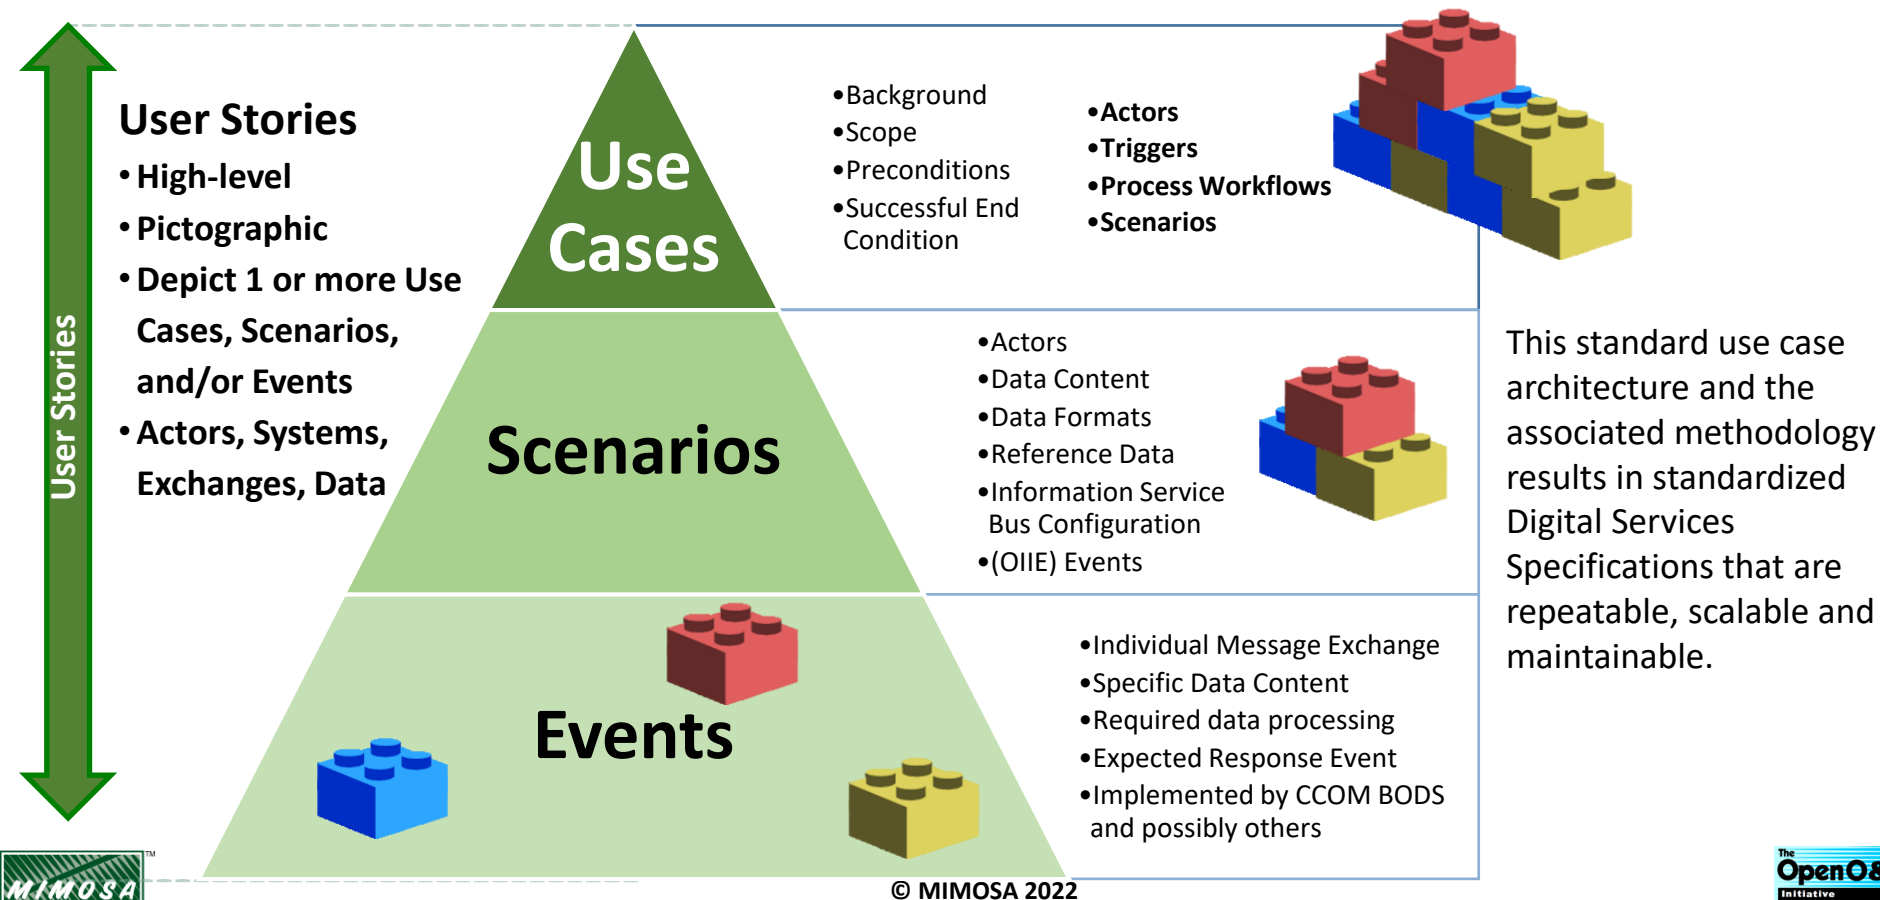 User Stories
User Stories
• High-level
• Pictographic
• Depict 1 or more Use
Cases, Scenarios,
and/or Events
• Actors, Systems,
Exchanges, Data
Use
Cases
•Background
•Scope
•Preconditions
•Successful End
Condition
•Actors
•Triggers
•Process Workflows
•Scenarios
Scenarios
•Actors
•Data Content
•Data Formats
•Reference Data
•Information Service
Bus Configuration
•(OIIE) Events
Events
•Individual Message Exchange
•Specific Data Content
•Required data processing
•Expected Response Event
•Implemented by CCOM BODS
and possibly others
This standard use case
architecture and the
associated methodology
results in standardized
Digital Services
Specifications that are
repeatable, scalable and
maintainable.
MIMOSA ™
© MIMOSA 2022
The
OpenO&
Initiative